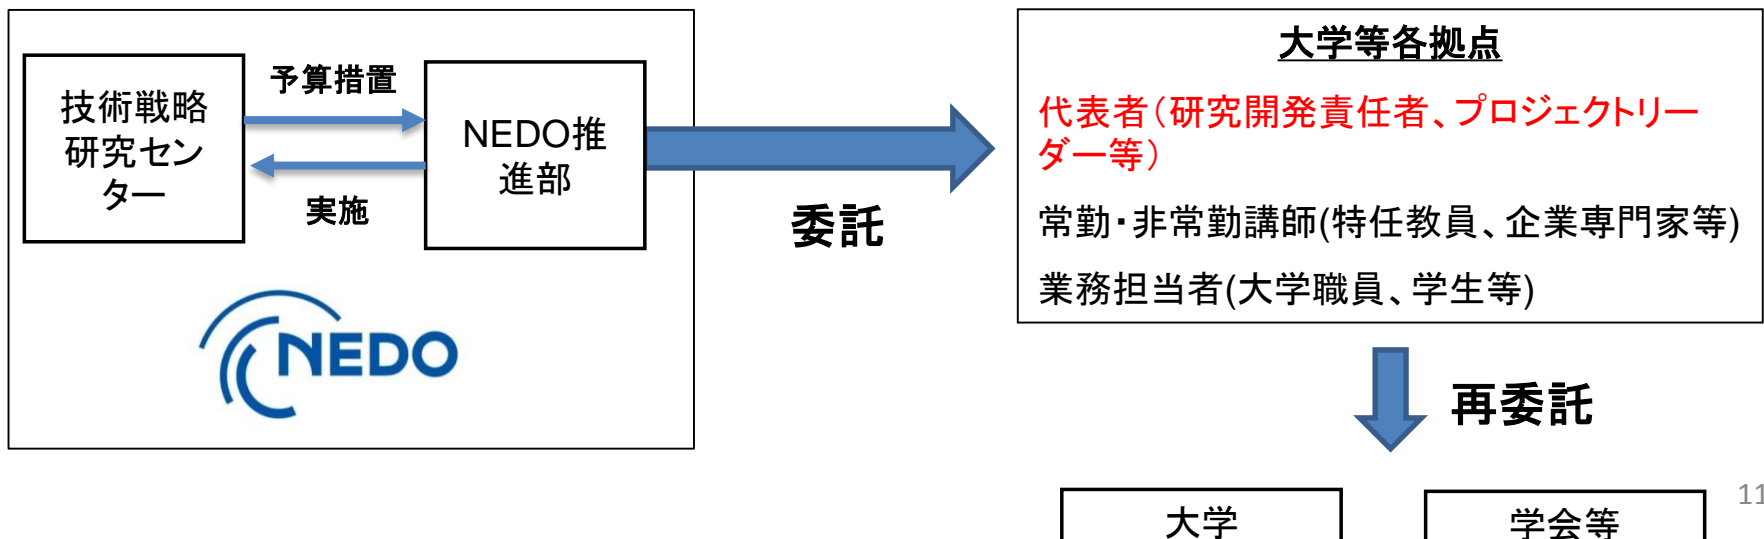 技術戦略
研究セン
ター
予算措置
実施
NEDO推
進部
NEDO
委託
大学等各拠点
代表者（研究開発責任者、プロジェクトリー
ダー等）
常勤・非常勤講師(特任教員、企業専門家等)
業務担当者(大学職員、学生等)
再委託
大学
学会等
11